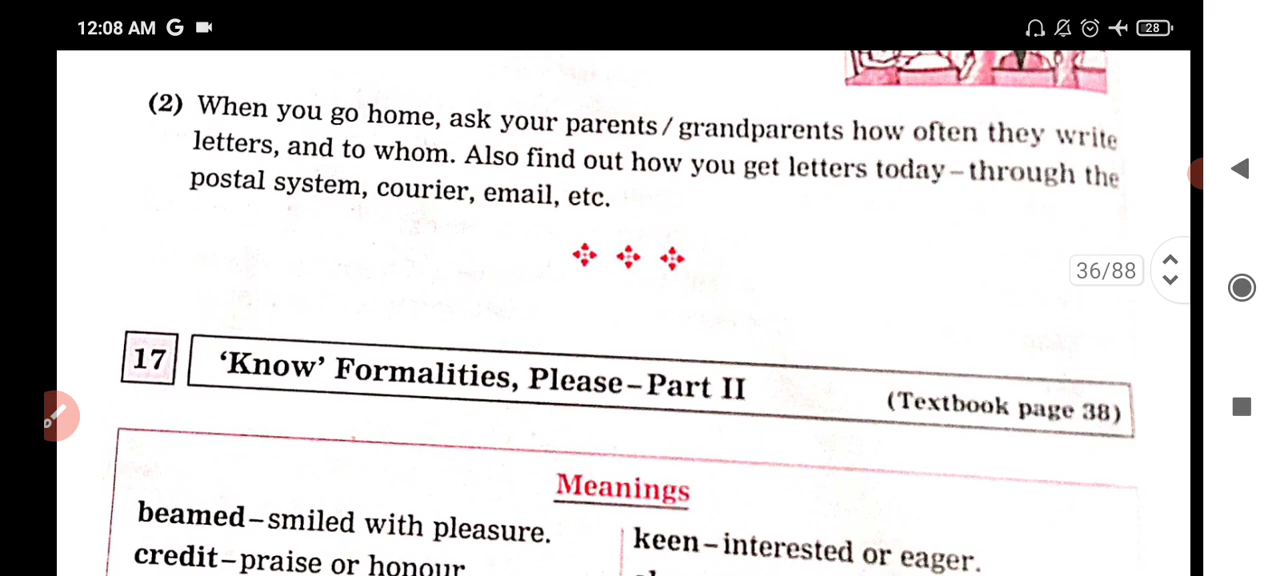 12:08 AM G
28
(2) When you go home, ask your parents/grandparents how often they write
letters, and to whom. Also find out how you get letters today–through the
postal system, courier, email, etc.
36/88
17 ‘Know’ Formalities, Please–Part II (Textbook page 38)
Meanings
beamed–smiled with pleasure.
credit–praise or honour
keen–interested or eager.